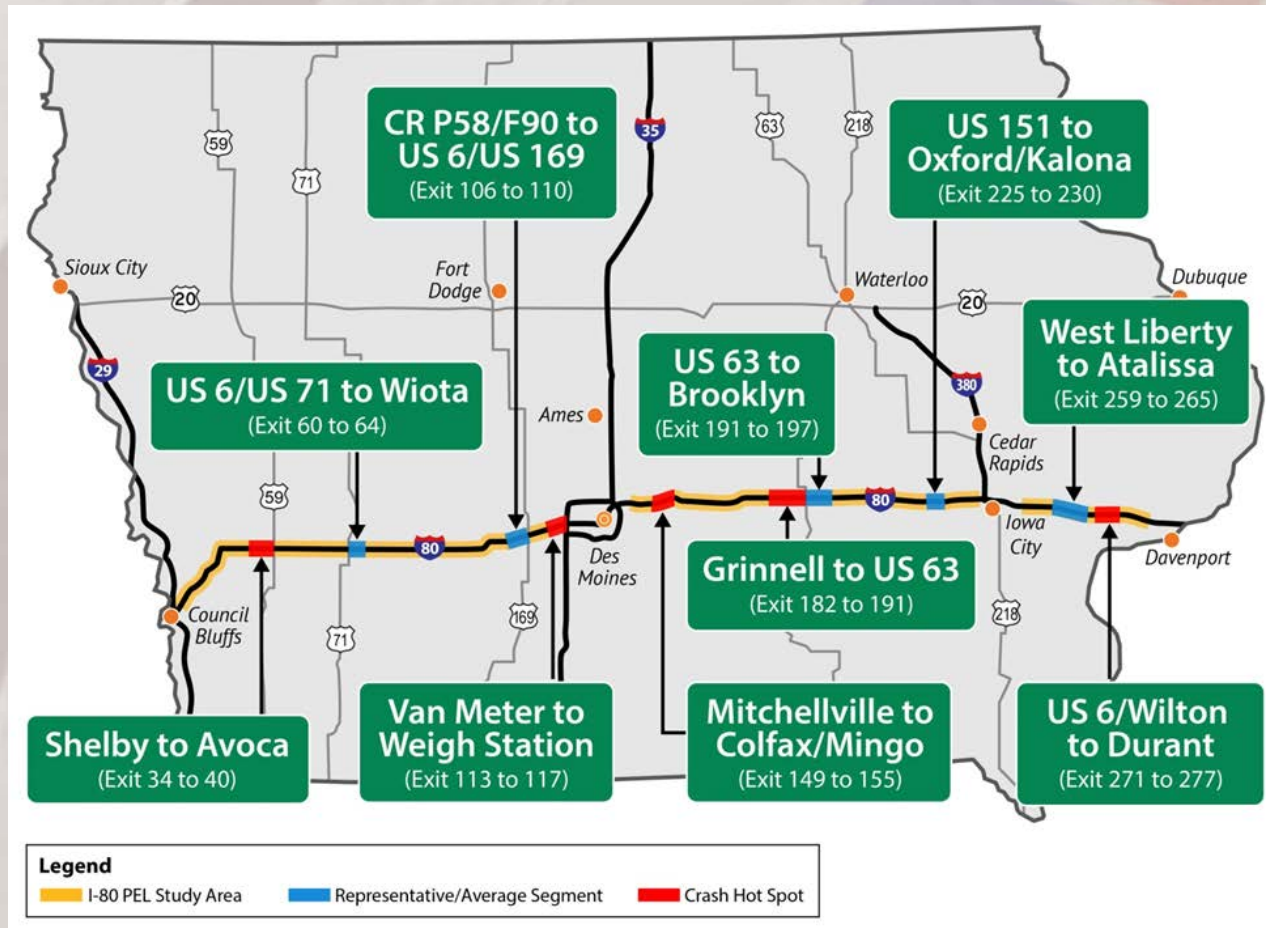 CR P58/F90 to
US 6/US 169
(Exit 106 to 110)
US 151 to
Oxford/Kalona
(Exit 225 to 230)
59
71
35
63
218
Sioux City
Fort
Dodge
Waterloo
Dubuque
20
20
29
US 6/US 71 to Wiota
(Exit 60 to 64)
Ames
US 63 to
Brooklyn
(Exit 191 to 197)
380
West Liberty
to Atalissa
(Exit 259 to 265)
Cedar
Rapids
59
80
80
Des
Moines
Iowa
City
Davenport
Council
Bluffs
71
169
218
Grinnell to US 63
(Exit 182 to 191)
Shelby to Avoca
(Exit 34 to 40)
Van Meter to
Weigh Station
(Exit 113 to 117)
Mitchellville to
Colfax/Mingo
(Exit 149 to 155)
US 6/Wilton
to Durant
(Exit 271 to 277)
Legend
I-80 PEL Study Area
Representative/Average Segment
Crash Hot Spot